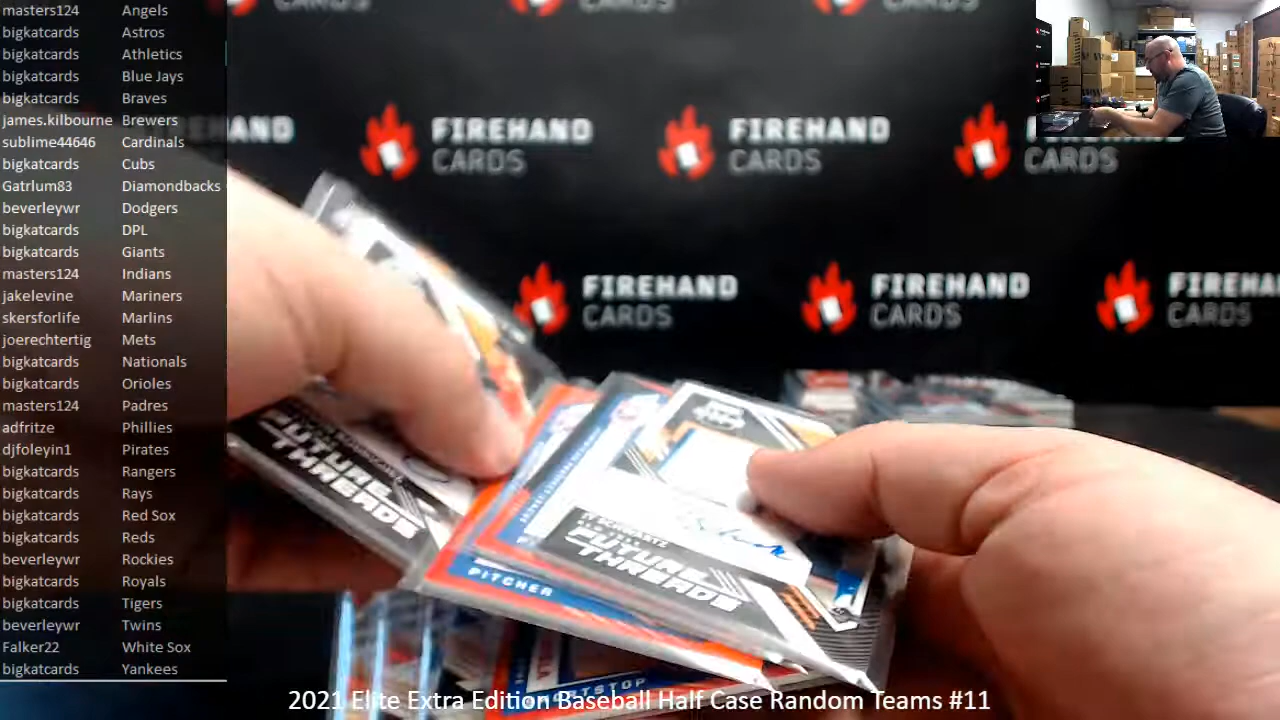 masters124 Angels
bigkatcards Astros
bigkatcards Athletics
bigkatcards Blue Jays
bigkatcards Braves
james.kilbourne Brewers
sublime44646 Cardinals
bigkatcards Cubs
Gatrlum83 Diamondbacks
beverleywr Dodgers
bigkatcards DPL
bigkatcards Giants
masters124 Indians
jakelevine Mariners
skersforlife Marlins
joerechtertig Mets
bigkatcards Nationals
bigkatcards Orioles
masters124 Padres
adfritze Phillies
djfoleyin1 Pirates
bigkatcards Rangers
bigkatcards Rays
bigkatcards Red Sox
bigkatcards Reds
beverleywr Rockies
bigkatcards Royals
bigkatcards Tigers
beverleywr Twins
Falker22 White Sox
bigkatcards Yankees
FIREHAND
CARDS
FIREHAND
CARDS
CARDS
FIREHAND
CARDS
FIREHAND
CARDS
FIREHAND
CARDS
FUTURE
THREADS
FUTURE
THREADS
PITCHER
SHORTSTOP
2021 Elite Extra Edition Baseball Half Case Random Teams #11